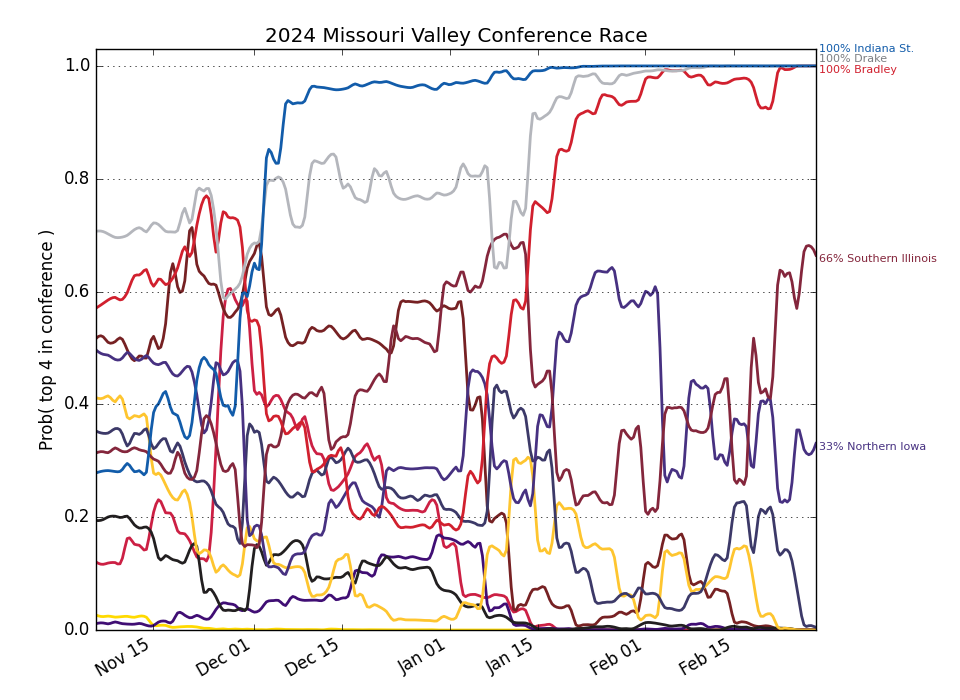 2024 Missouri Valley Conference Race
100% Indiana St.
100% Drake
100% Bradley
66% Southern Illinois
33% Northern Iowa
Prob( top 4 in conference )
1.0
0.8
0.6
0.4
0.2
0.0
Nov 15
Dec 01
Dec 15
Jan 01
Jan 15
Feb 01
Feb 15